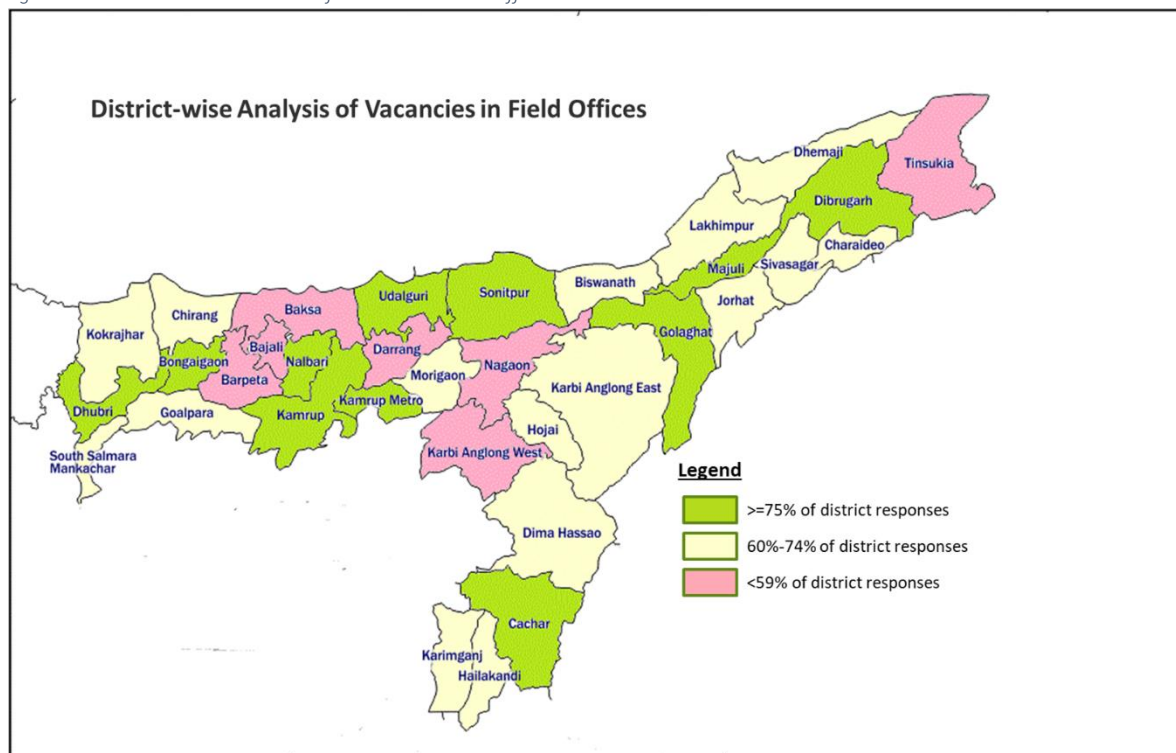 District-wise Analysis of Vacancies in Field Offices
Dhemaji
Tinsukia
Dibrugarh
Lakhimpur
Charaideo
Majuli
Sivasagar
Biswanath
Sonitpur
Udalguri
Jorhat
Baksa
Chirang
Kokrajhar
Golaghat
Bajali
Darrang
Nagaon
Bongaigaon
Nalbari
Morigaon
Barpeta
Karbi Anglong East
Kamrup Metro
Dhubri
Goalpara
Kamrup
Hojai
Karbi Anglong West
South Salmara
Mankachar
Legend
>=75% of district responses
60%-74% of district responses
<59% of district responses
Dima Hassao
Cachar
Karimganj
Hailakandi